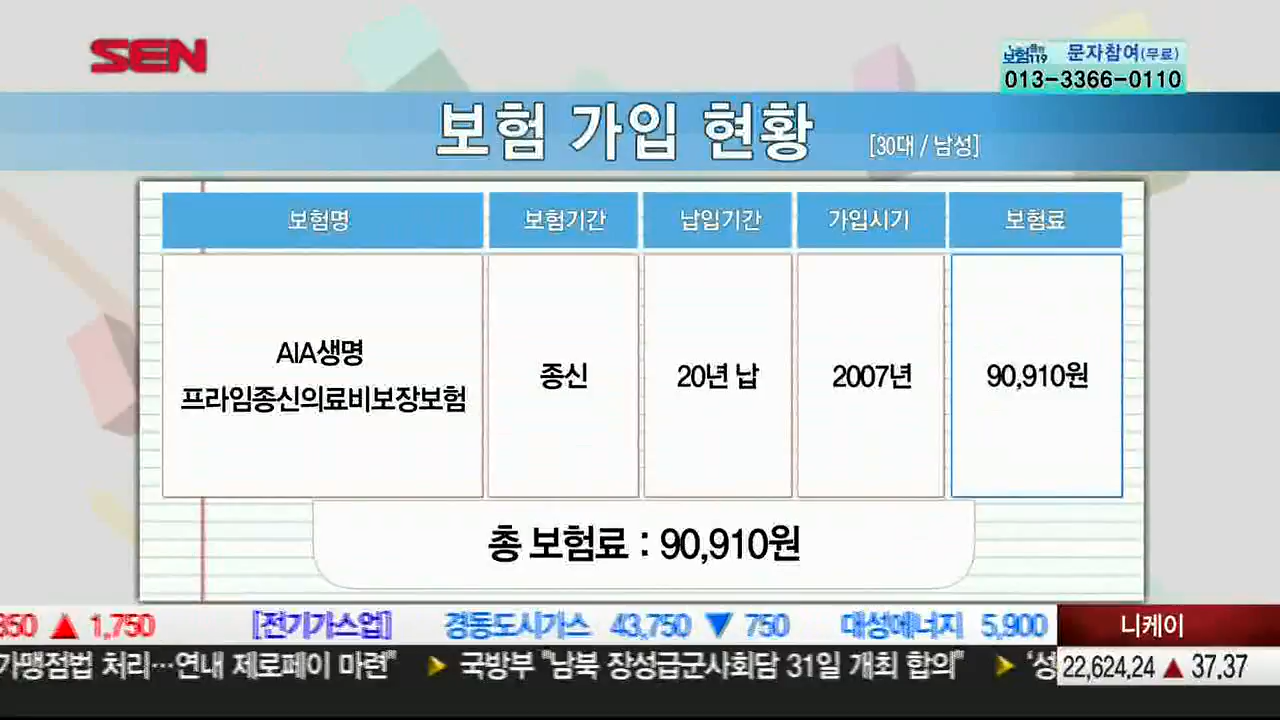 SEN
보험119
문자참여(무료)
013-3366-0110
보험 가입 현황
[30대 / 남성]
보험명 보험기간 납입기간 가입시기 보험료
AIA생명
프라임종신의료비보장보험
종신 20년 납 2007년 90,910원
총 보험료 : 90,910원
350 ▲ 1,750 [전기가스업] 경동도시가스 43,750 ▼ 750 대성에너지 5,900
니케이
가맹점법 처리…연내 제로페이 마련" ▶ 국방부 "남북 장성급군사회담 31일 개최 합의" ▶ '성
22,624.24 ▲ 37.37